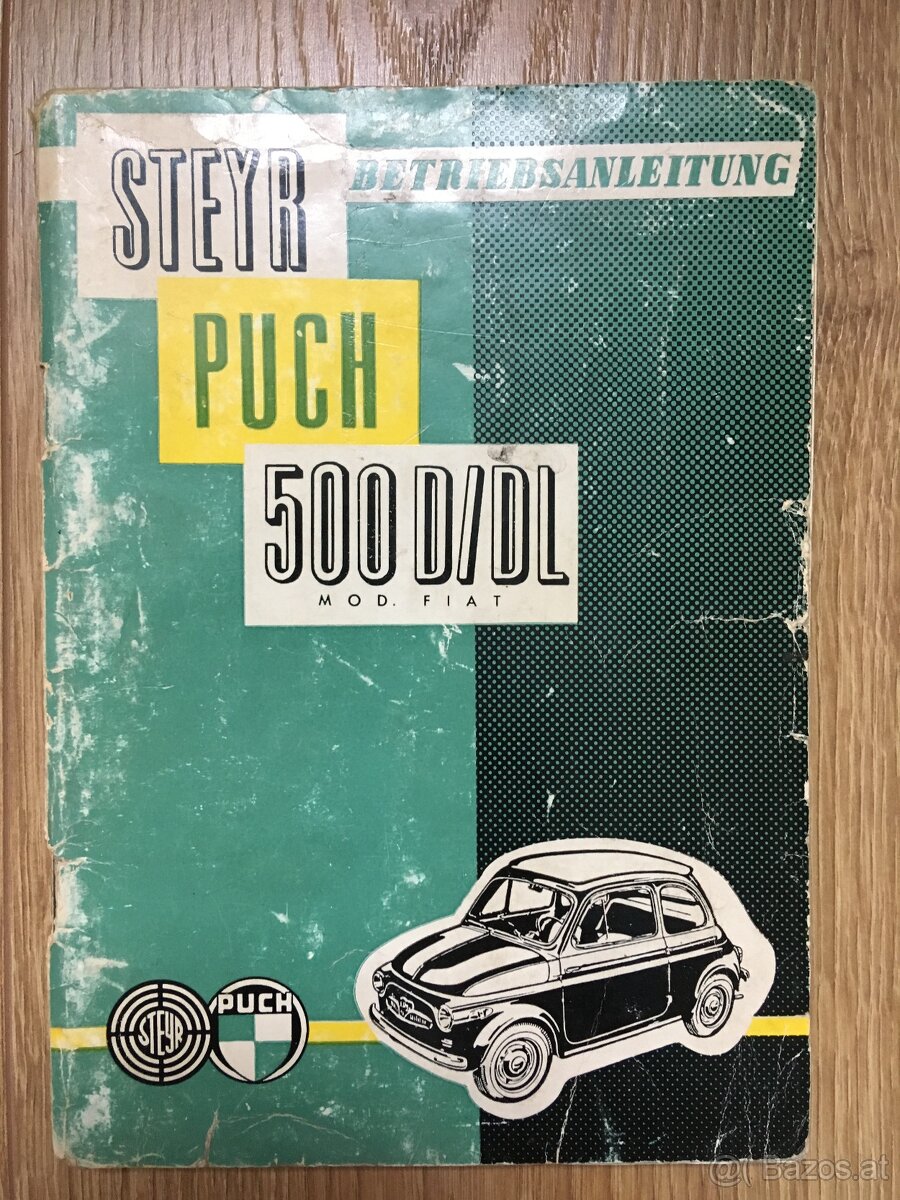 STEYR
BETRIEBSANLEITUNG
PUCH
500 D/DL
MOD. FIAT
STEYR
PUCH
@( Bazos.at